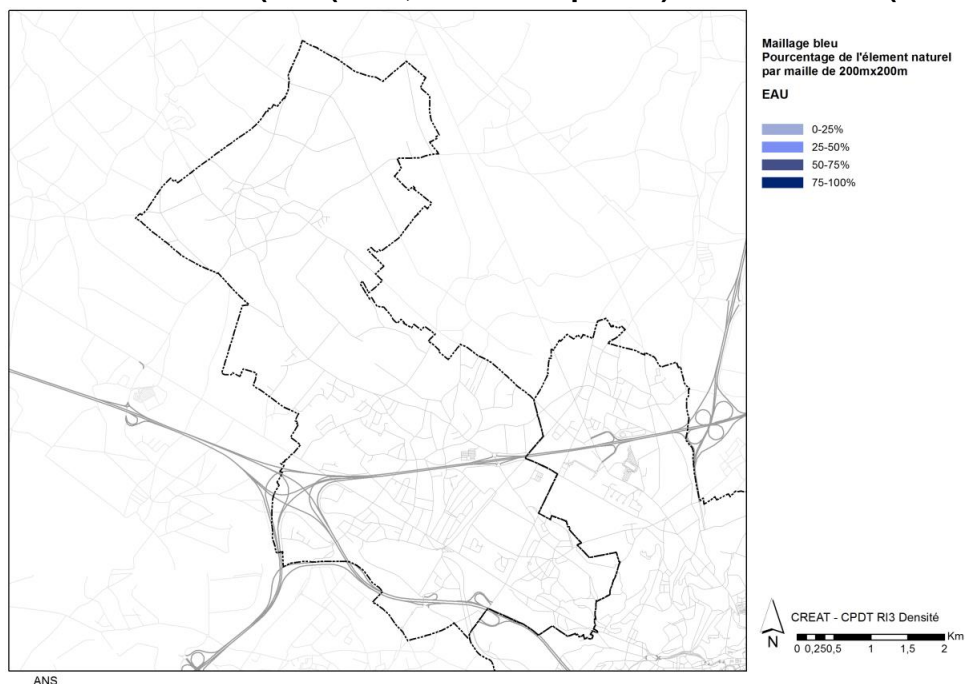 Maillage bleu
Pourcentage de l'élement naturel
par maille de 200mx200m
EAU
0-25%
25-50%
50-75%
75-100%
CREAT - CPDT RI3 Densité
N
Km
0 0,250,5 1 1,5 2
ANS